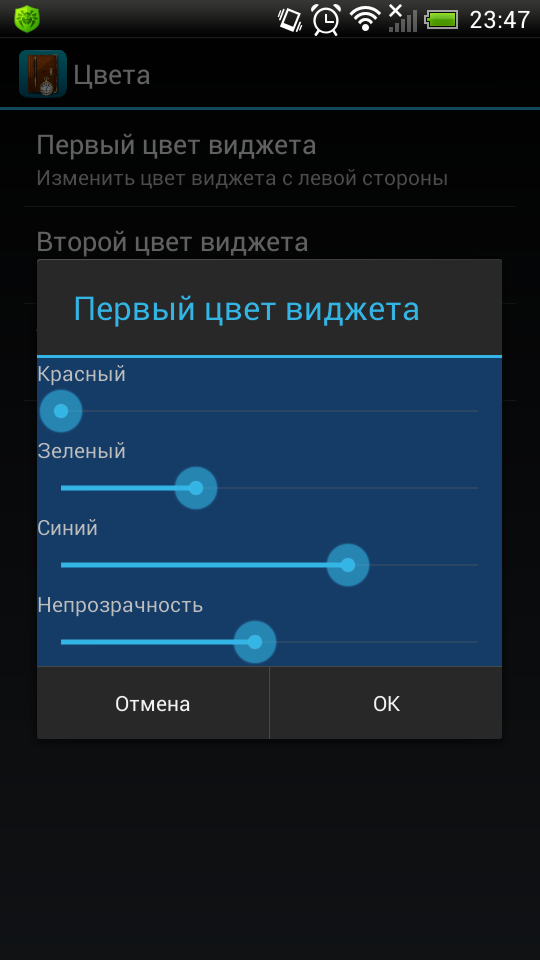 23:47
Цвета
Первый цвет виджета
Изменить цвет виджета с левой стороны
Второй цвет виджета
Первый цвет виджета
Красный
Зеленый
Синий
Непрозрачность
Отмена
OK